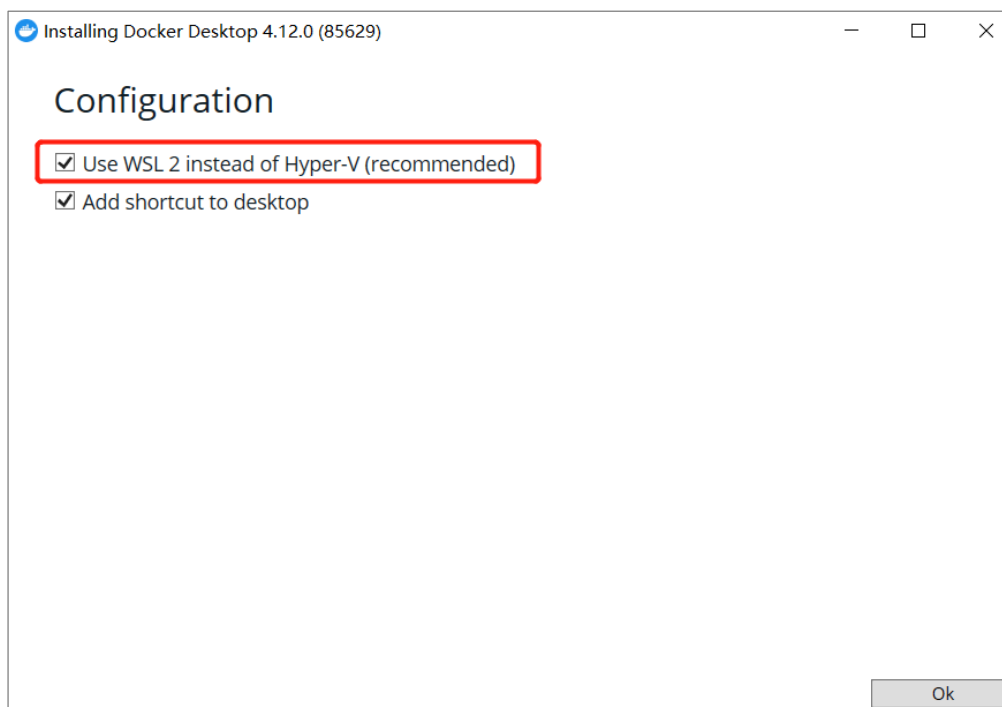 Installing Docker Desktop 4.12.0 (85629)
Configuration
Use WSL 2 instead of Hyper-V (recommended)
Add shortcut to desktop
Ok